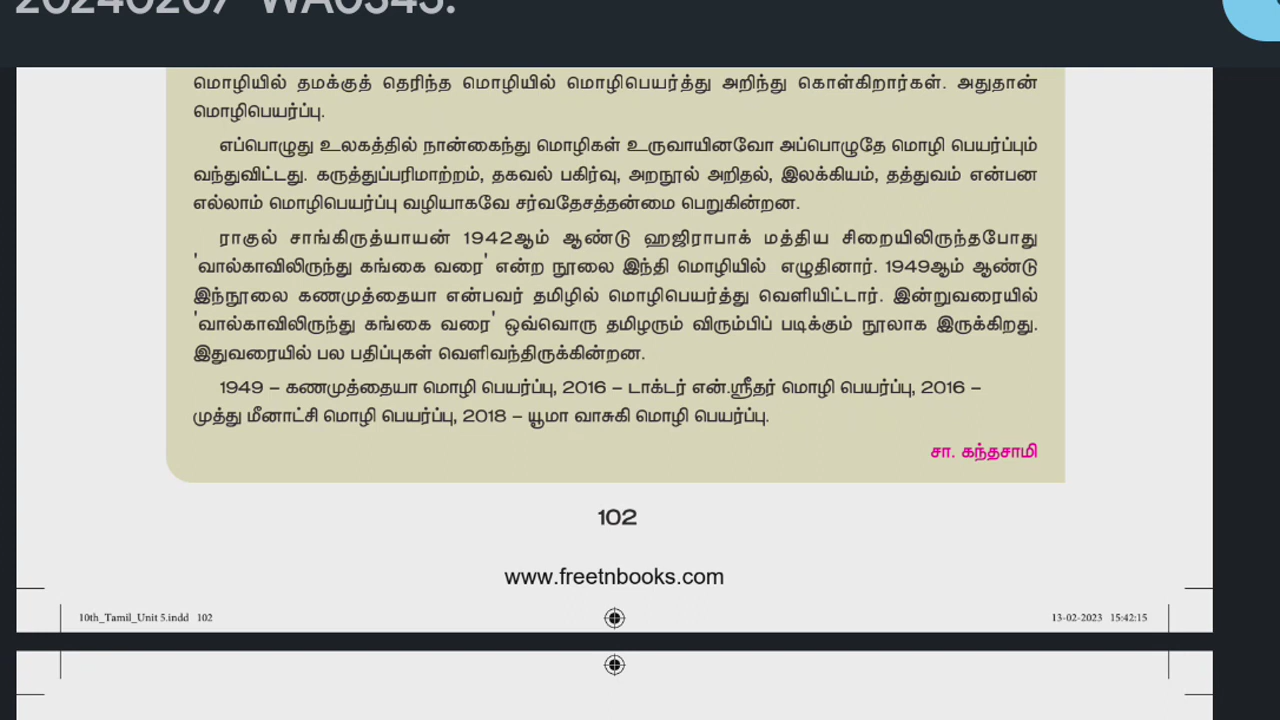 20240207 WA0343.
மொழியில் தமக்குத் தெரிந்த மொழியில் மொழிபெயர்த்து அறிந்து கொள்கிறார்கள். அதுதான்
மொழிபெயர்ப்பு.
எப்பொழுது உலகத்தில் நான்கைந்து மொழிகள் உருவாயினவோ அப்பொழுதே மொழி பெயர்ப்பும்
வந்துவிட்டது. கருத்துப்பரிமாற்றம், தகவல் பகிர்வு, அறநூல் அறிதல், இலக்கியம், தத்துவம் என்பன
எல்லாம் மொழிபெயர்ப்பு வழியாகவே சர்வதேசத்தன்மை பெறுகின்றன.
ராகுல் சாங்கிருத்யாயன் 1942ஆம் ஆண்டு ஹஜிராபாக் மத்திய சிறையிலிருந்தபோது
'வால்காவிலிருந்து கங்கை வரை' என்ற நூலை இந்தி மொழியில் எழுதினார். 1949ஆம் ஆண்டு
இந்நூலை கணமுத்தையா என்பவர் தமிழில் மொழிபெயர்த்து வெளியிட்டார். இன்றுவரையில்
'வால்காவிலிருந்து கங்கை வரை' ஒவ்வொரு தமிழரும் விரும்பிப் படிக்கும் நூலாக இருக்கிறது.
இதுவரையில் பல பதிப்புகள் வெளிவந்திருக்கின்றன.
1949 – கணமுத்தையா மொழி பெயர்ப்பு, 2016 – டாக்டர் என்.ஸ்ரீதர் மொழி பெயர்ப்பு, 2016 –
முத்து மீனாட்சி மொழி பெயர்ப்பு, 2018 – யூமா வாசுகி மொழி பெயர்ப்பு.
சா. கந்தசாமி
102
www.freetnbooks.com
10th_Tamil_Unit 5.indd 102
13-02-2023 15:42:15